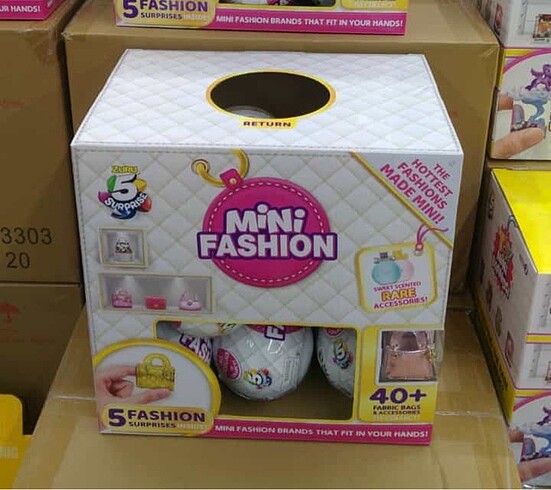 HANDS!
5 FASHION
SURPRISES INSIDE!
MINI FASHION BRANDS THAT FIT IN YOUR HANDS!
RETURN
THE
HOTTEST
FASHIONS
MADE MINI!
ZURU
5
SURPRISE
MiNi
FASHION
SWEET SCENTED
RARE
ACCESSORIES!
3303
20
5 FASHION
SURPRISES INSIDE!
40+
FABRIC BAGS
& ACCESSORIES
MINI FASHION BRANDS THAT FIT IN YOUR HANDS!